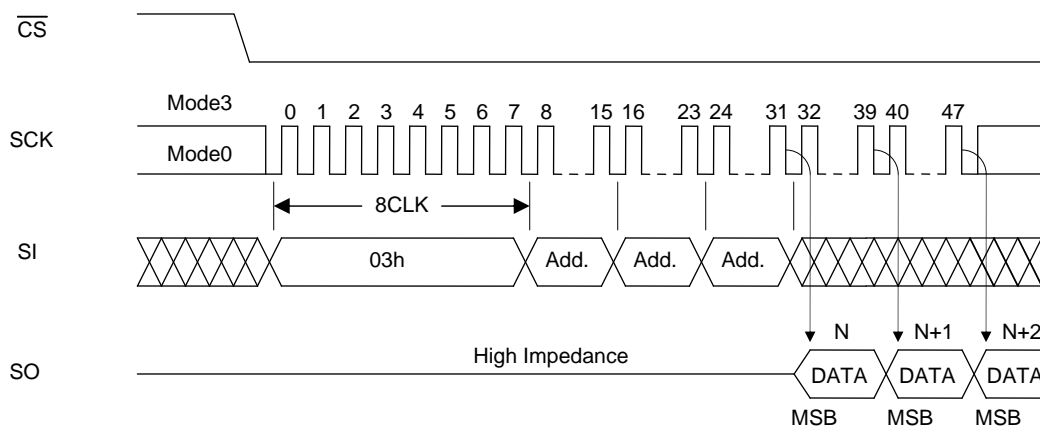 CS
Mode3
0 1 2 3 4 5 6 7 8 15 16 23 24 31 32 39 40 47
SCK
Mode0
8CLK
SI
03h Add. Add. Add.
N N+1 N+2
High Impedance
SO
DATA DATA DATA
MSB MSB MSB